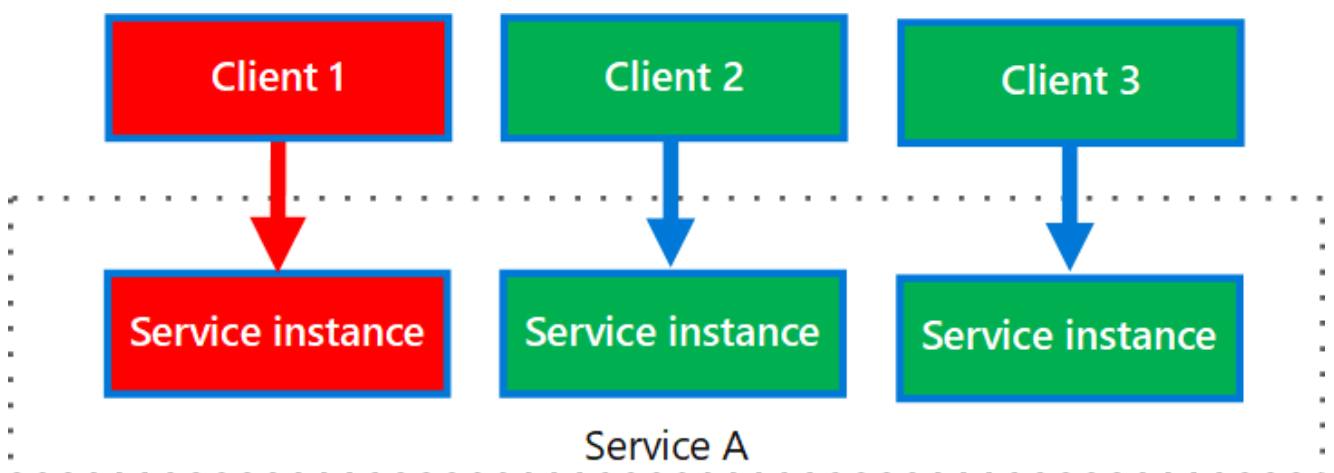 Client 1
Client 2
Client 3
Service instance
Service instance
Service instance
Service A